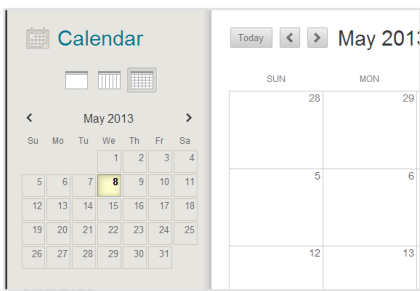 Calendar
May 2013
Su Mo Tu We Th Fr Sa
1 2 3 4
5 6 7 8 9 10 11
12 13 14 15 16 17 18
19 20 21 22 23 24 25
26 27 28 29 30 31
Today May 2013
SUN MON
28 29
5 6
12 13